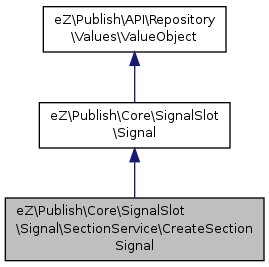 eZ\Publish\API\Repository
\Values\ValueObject
eZ\Publish\Core\SignalSlot
\Signal
eZ\Publish\Core\SignalSlot
\Signal\SectionService\CreateSection
Signal